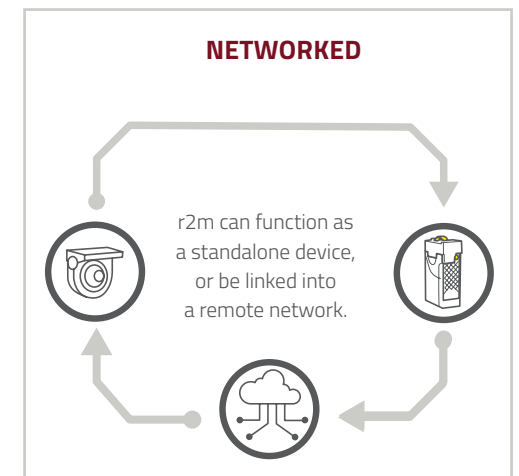 NETWORKED
r2m can function as
a standalone device,
or be linked into
a remote network.